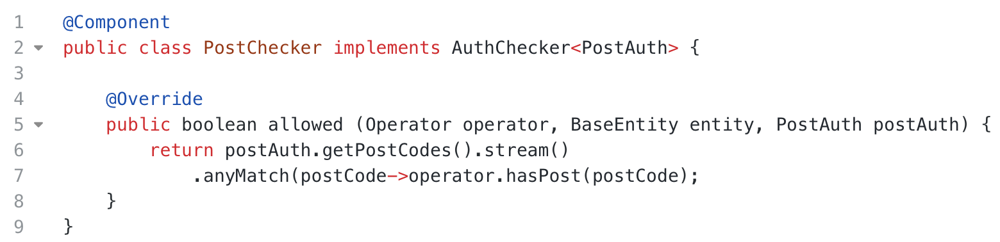 1 @Component
2 public class PostChecker implements AuthChecker<PostAuth> {
3
4     @Override
5     public boolean allowed (Operator operator, BaseEntity entity, PostAuth postAuth) {
6         return postAuth.getPostCodes().stream()
7             .anyMatch(postCode->operator.hasPost(postCode);
8     }
9 }